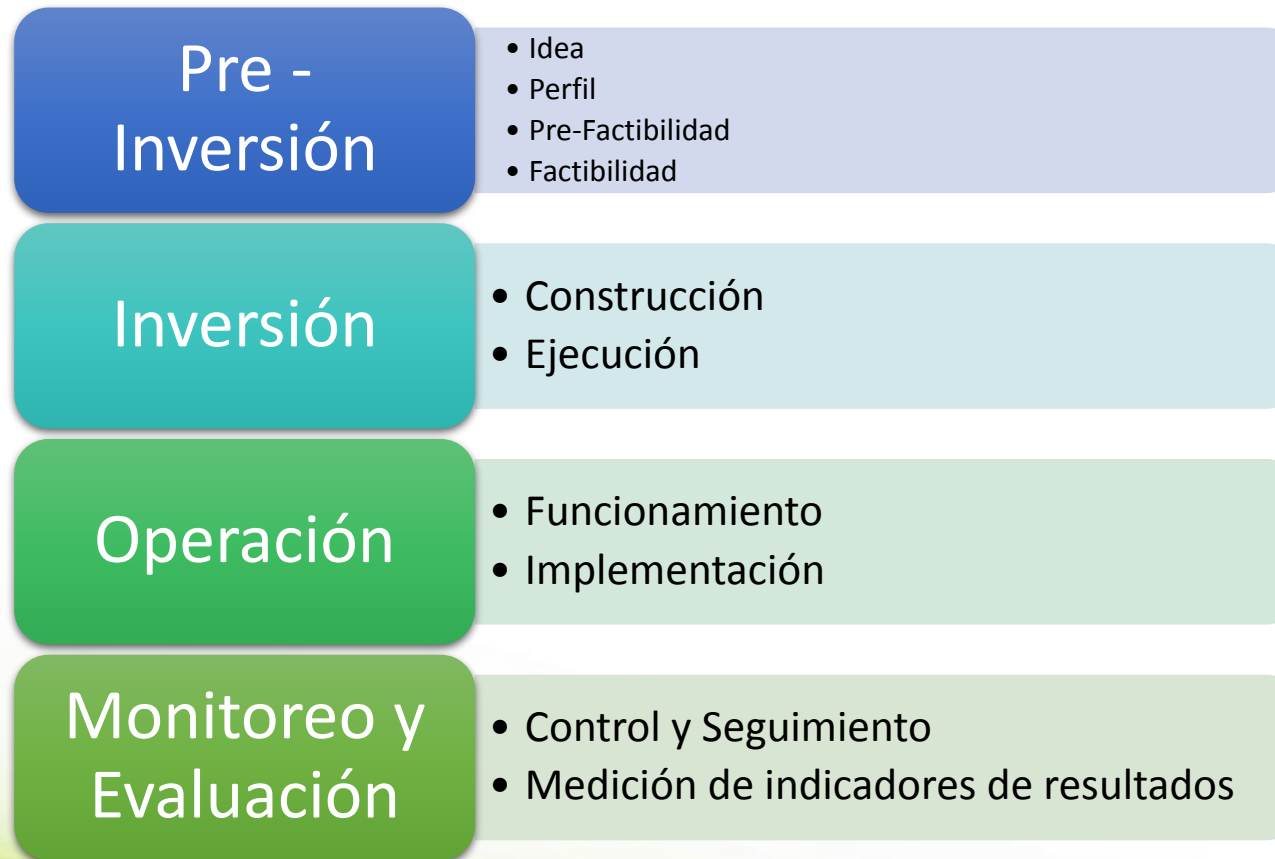 Pre -
Inversión
• Idea
• Perfil
• Pre-Factibilidad
• Factibilidad
Inversión
• Construcción
• Ejecución
Operación
• Funcionamiento
• Implementación
Monitoreo y
Evaluación
• Control y Seguimiento
• Medición de indicadores de resultados